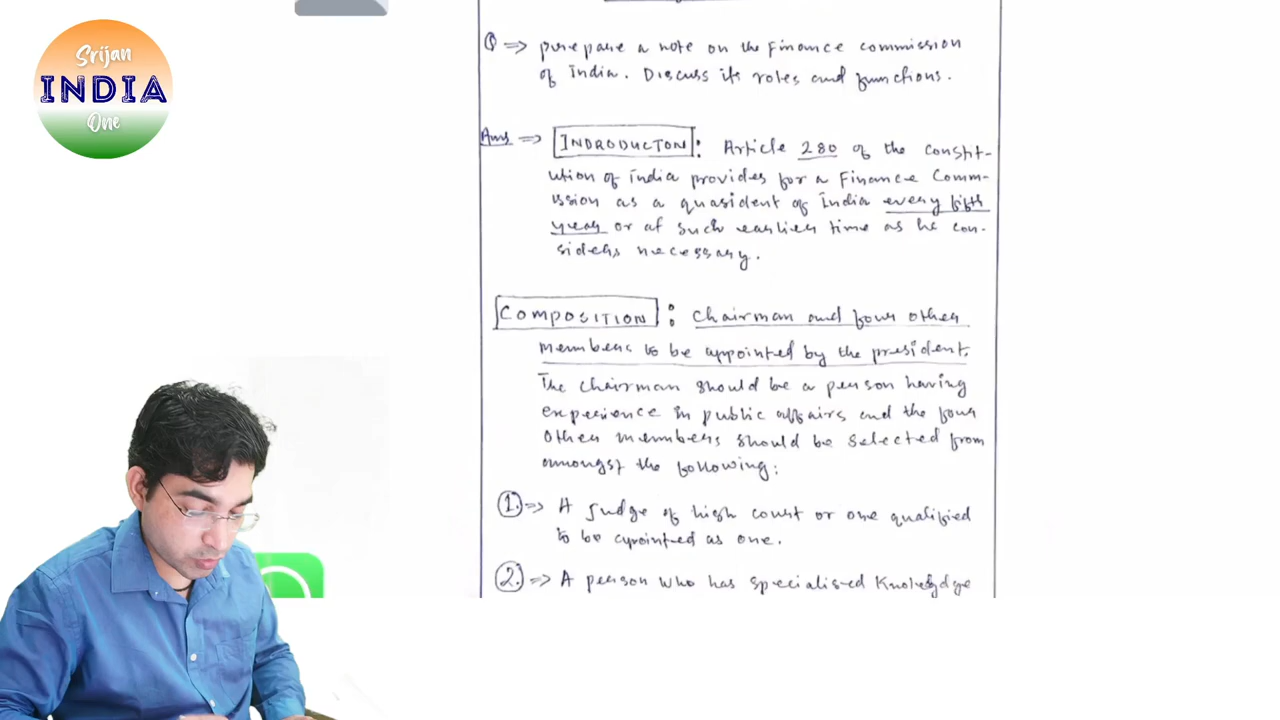 Srijan
INDIA
One
Q ⇒ prepare a note on the Finance commission
of India. Discuss its roles and functions.
Ans ⇒ INDRODUCTON: Article 280 of the constit-
ution of india provides for a Finance Comm-
ission as a quasident of India every fifth
year or at such earlier time as he con-
siders necessary.
COMPOSITION: Chairman and four other
members to be appointed by the president.
The chairman should be a person having
experience in public affairs and the four
other members should be selected from
amongst the following:
1. ⇒ A judge of high court or one qualified
to be appointed as one.
2. ⇒ A person who has specialised knowledge